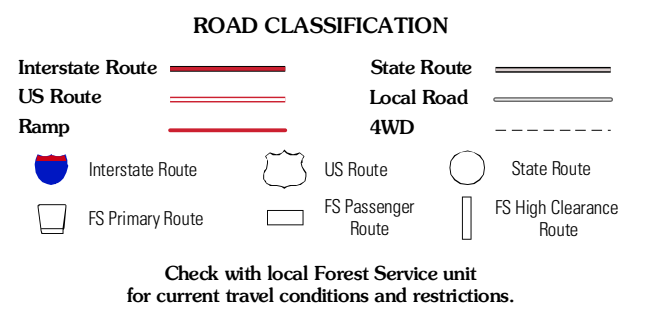 ROAD CLASSIFICATION
Interstate Route
State Route
US Route
Local Road
Ramp
4WD
Interstate Route
US Route
State Route
FS Primary Route
FS Passenger
Route
FS High Clearance
Route
Check with local Forest Service unit
for current travel conditions and restrictions.